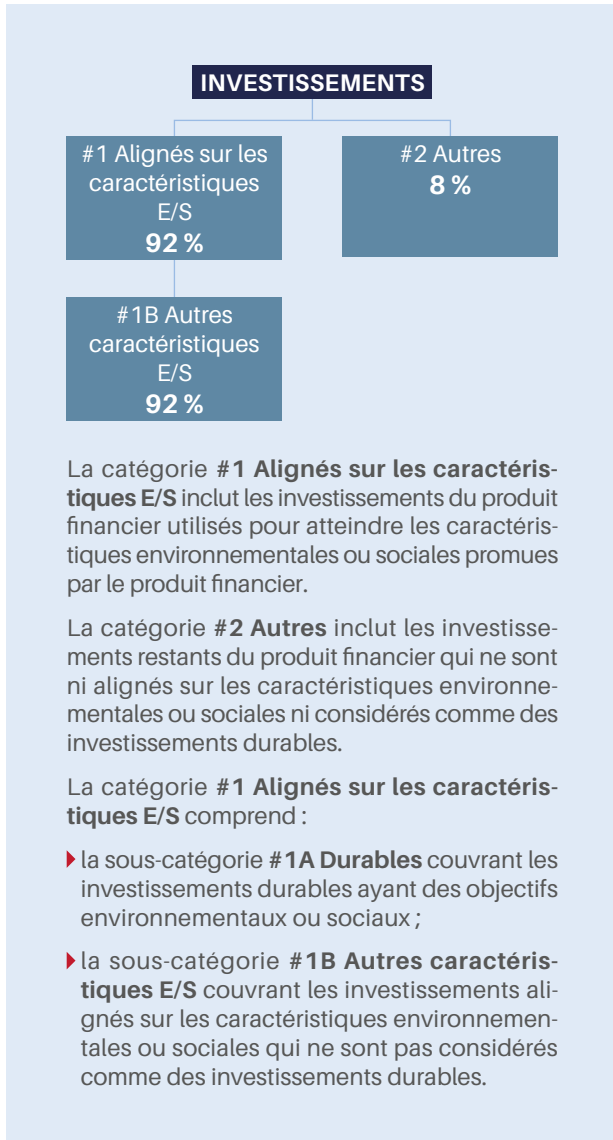 INVESTISSEMENTS
#1 Alignés sur les
caractéristiques
E/S
92 %
#2 Autres
8 %
#1B Autres
caractéristiques
E/S
92 %
La catégorie #1 Alignés sur les caractéris-
tiques E/S inclut les investissements du produit
financier utilisés pour atteindre les caractéris-
tiques environnementales ou sociales promues
par le produit financier.
La catégorie #2 Autres inclut les investisse-
ments restants du produit financier qui ne sont
ni alignés sur les caractéristiques environne-
mentales ou sociales ni considérés comme des
investissements durables.
La catégorie #1 Alignés sur les caractéris-
tiques E/S comprend :
la sous-catégorie #1A Durables couvrant les
investissements durables ayant des objectifs
environnementaux ou sociaux ;
la sous-catégorie #1B Autres caractéris-
tiques E/S couvrant les investissements ali-
gnés sur les caractéristiques environnemen-
tales ou sociales qui ne sont pas considérés
comme des investissements durables.